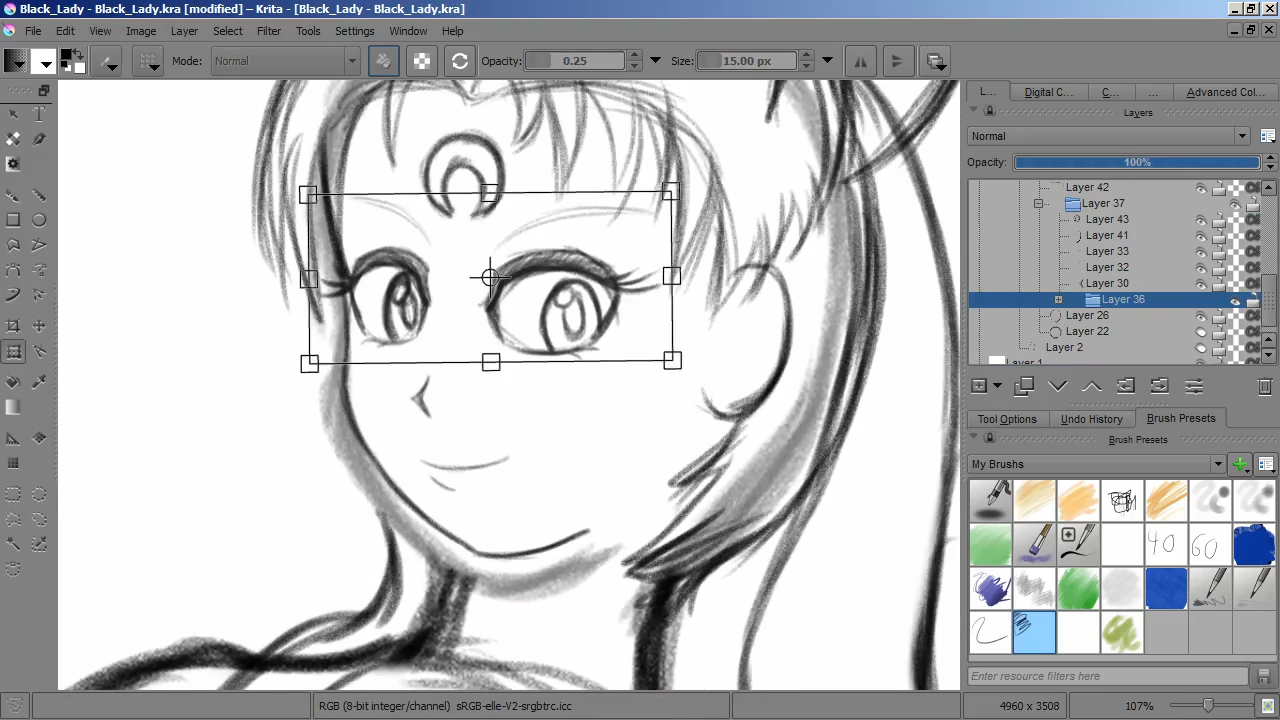 Black_Lady - Black_Lady.kra [modified] - Krita - [Black_Lady - Black_Lady.kra]
File Edit View Image Layer Select Filter Tools Settings Window Help
Mode: Normal Opacity: 0.25 Size: 15.00 px
L... Digital C... C... ... Advanced Col...
Layers
Normal
Opacity: 100%
Layer 42
Layer 37
Layer 43
Layer 41
Layer 33
Layer 32
Layer 30
Layer 36
Layer 26
Layer 22
Layer 2
Layer 1
Tool Options Undo History Brush Presets
Brush Presets
My Brushes
40 60
Enter resource filters here
RGB (8-bit integer/channel) sRGB-elle-V2-srgbtrc.icc 4960 x 3508 107%